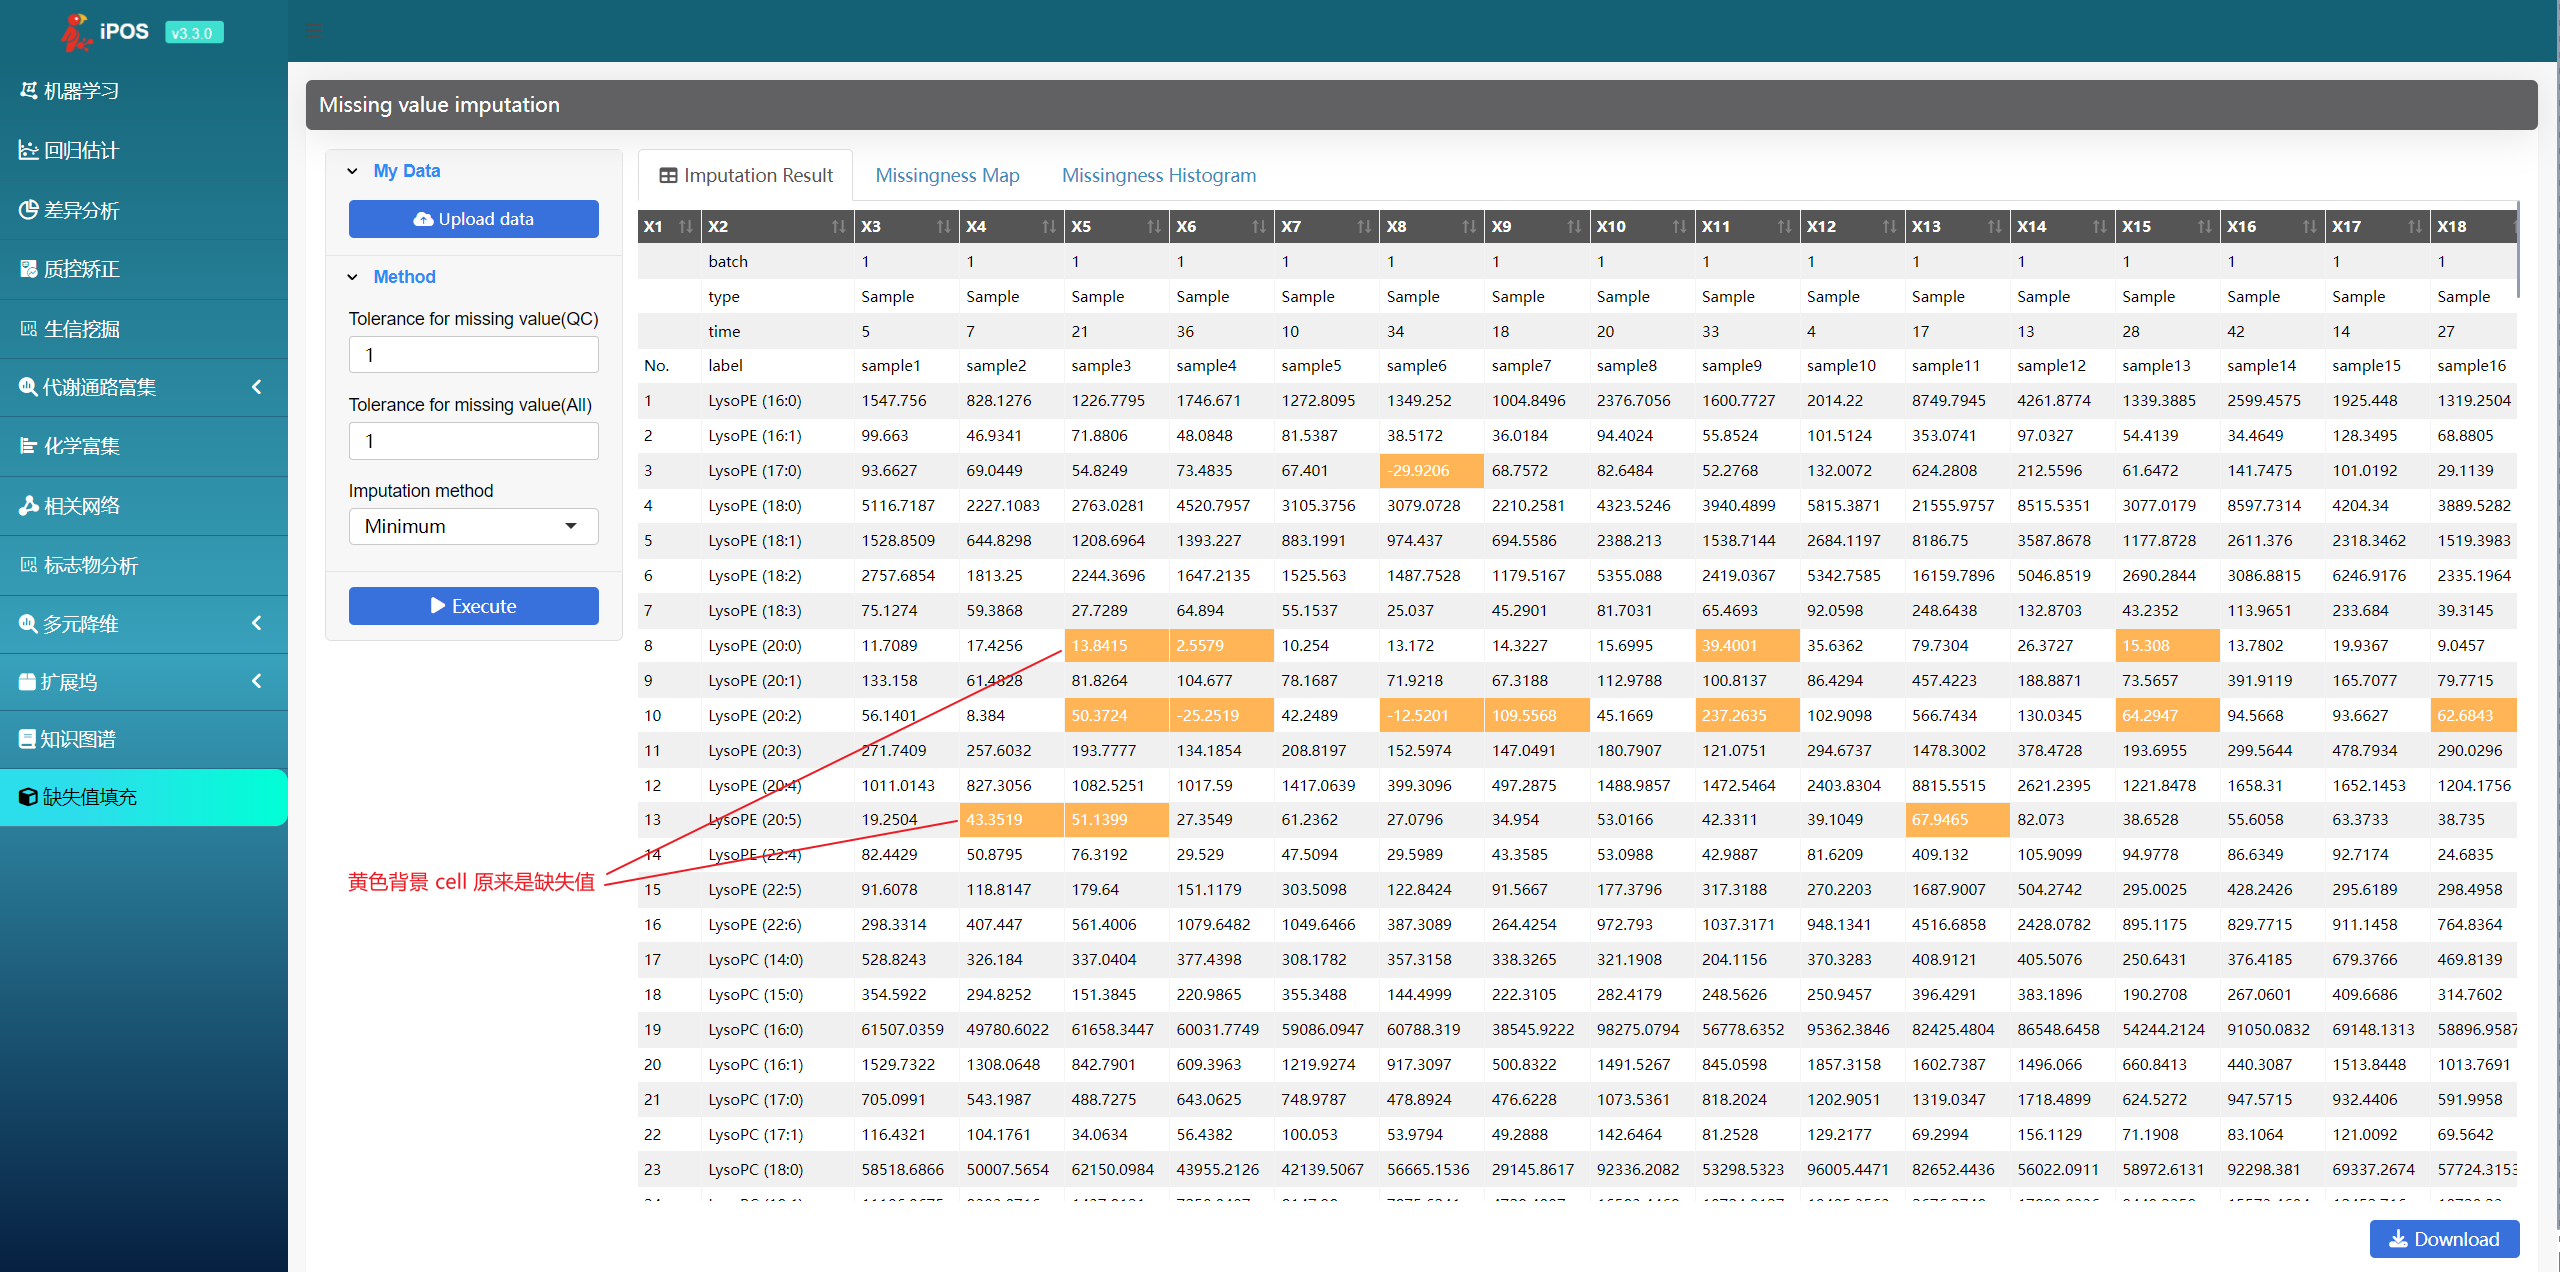 iPOS v3.3.0
机器学习
回归估计
差异分析
质控矫正
生信挖掘
代谢通路富集
化学富集
相关网络
标志物分析
多元降维
扩展坞
知识图谱
缺失值填充
Missing value imputation
My Data
Upload data
Method
Tolerance for missing value(QC)
1
Tolerance for missing value(All)
1
Imputation method
Minimum
Execute
黄色背景 cell 原来是缺失值
Imputation Result Missingness Map Missingness Histogram
X1 X2 X3 X4 X5 X6 X7 X8 X9 X10 X11 X12 X13 X14 X15 X16 X17 X18
batch 1 1 1 1 1 1 1 1 1 1 1 1 1 1 1 1
type Sample Sample Sample Sample Sample Sample Sample Sample Sample Sample Sample Sample Sample Sample Sample Sample
time 5 7 21 36 10 34 18 20 33 4 17 13 28 42 14 27
No. label sample1 sample2 sample3 sample4 sample5 sample6 sample7 sample8 sample9 sample10 sample11 sample12 sample13 sample14 sample15 sample16
1 LysoPE (16:0) 1547.756 828.1276 1226.7795 1746.671 1272.8095 1349.252 1004.8496 2376.7056 1600.7727 2014.22 8749.7945 4261.8774 1339.3885 2599.4575 1925.448 1319.2504
2 LysoPE (16:1) 99.663 46.9341 71.8806 48.0848 81.5387 38.5172 36.0184 94.4024 55.8524 101.5124 353.0741 97.0327 54.4139 34.4649 128.3495 68.8805
3 LysoPE (17:0) 93.6627 69.0449 54.8249 73.4835 67.401 -29.9206 68.7572 82.6484 52.2768 132.0072 624.2808 212.5596 61.6472 141.7475 101.0192 29.1139
4 LysoPE (18:0) 5116.7187 2227.1083 2763.0281 4520.7957 3105.3756 3079.0728 2210.2581 4323.5246 3940.4899 5815.3871 21555.9757 8515.5351 3077.0179 8597.7314 4204.34 3889.5282
5 LysoPE (18:1) 1528.8509 644.8298 1208.6964 1393.227 883.1991 974.437 694.5586 2388.213 1538.7144 2684.1197 8186.75 3587.8678 1177.8728 2611.376 2318.3462 1519.3983
6 LysoPE (18:2) 2757.6854 1813.25 2244.3696 1647.2135 1525.563 1487.7528 1179.5167 5355.088 2419.0367 5342.7585 16159.7896 5046.8519 2690.2844 3086.8815 6246.9176 2335.1964
7 LysoPE (18:3) 75.1274 59.3868 27.7289 64.894 55.1537 25.037 45.2901 81.7031 65.4693 92.0598 248.6438 132.8703 43.2352 113.9651 233.684 39.3145
8 LysoPE (20:0) 11.7089 17.4256 13.8415 2.5579 10.254 13.172 14.3227 15.6995 39.4001 35.6362 79.7304 26.3727 15.308 13.7802 19.9367 9.0457
9 LysoPE (20:1) 133.158 61.4828 81.8264 104.677 78.1687 71.9218 67.3188 112.9788 100.8137 86.4294 457.4223 188.8871 73.5657 391.9119 165.7077 79.7715
10 LysoPE (20:2) 56.1401 8.384 50.3724 -25.2519 42.2489 -12.5201 109.5568 45.1669 237.2635 102.9098 566.7434 130.0345 64.2947 94.5668 93.6627 62.6843
11 LysoPE (20:3) 271.7409 257.6032 193.7777 134.1854 208.8197 152.5974 147.0491 180.7907 121.0751 294.6737 1478.3002 378.4728 193.6955 299.5644 478.7934 290.0296
12 LysoPE (20:4) 1011.0143 827.3056 1082.5251 1017.59 1417.0639 399.3096 497.2875 1488.9857 1472.5464 2403.8304 8815.5515 2621.2395 1221.8478 1658.31 1652.1453 1204.1756
13 LysoPE (20:5) 19.2504 43.3519 51.1399 27.3549 61.2362 27.0796 34.954 53.0166 42.3311 39.1049 67.9465 82.073 38.6528 55.6058 63.3733 38.735
14 LysoPE (22:4) 82.4429 50.8795 76.3192 29.529 47.5094 29.5989 43.3585 53.0988 42.9887 81.6209 409.132 105.9099 94.9778 86.6349 92.7174 24.6835
15 LysoPE (22:5) 91.6078 118.8147 179.64 151.1179 303.5098 122.8424 91.5667 177.3796 317.3188 270.2203 1687.9007 504.2742 295.0025 428.2426 295.6189 298.4958
16 LysoPE (22:6) 298.3314 407.447 561.4006 1079.6482 1049.6466 387.3089 264.4254 972.793 1037.3171 948.1341 4516.6858 2428.0782 895.1175 829.7715 911.1458 764.8364
17 LysoPC (14:0) 528.8243 326.184 337.0404 377.4398 308.1782 357.3158 338.3265 321.1908 204.1156 370.3283 408.9121 405.5076 250.6431 376.4185 679.3766 469.8139
18 LysoPC (15:0) 354.5922 294.8252 151.3845 220.9865 355.3488 144.4999 222.3105 282.4179 248.5626 250.9457 396.4291 383.1896 190.2708 267.0601 409.6686 314.7602
19 LysoPC (16:0) 61507.0359 49780.6022 61658.3447 60031.7749 59086.0947 60788.319 38545.9222 98275.0794 56778.6352 95362.3846 82425.4804 86548.6458 54244.2124 91050.0832 69148.1313 58896.9587
20 LysoPC (16:1) 1529.7322 1308.0648 842.7901 609.3963 1219.9274 917.3097 500.8322 1491.5267 845.0598 1857.3158 1602.7387 1496.066 660.8413 440.3087 1513.8448 1013.7691
21 LysoPC (17:0) 705.0991 543.1987 488.7275 643.0625 748.9787 478.8924 476.6228 1073.5361 818.2024 1202.9051 1319.0347 1718.4899 624.5272 947.5715 932.4406 591.9958
22 LysoPC (17:1) 116.4321 104.1761 34.0634 56.4382 100.053 53.9794 49.2888 142.6464 81.2528 129.2177 69.2994 156.1129 71.1908 83.1064 121.0092 69.5642
23 LysoPC (18:0) 58518.6866 50007.5654 62150.0984 43955.2126 42139.5067 56665.1536 29145.8617 92336.2082 53298.5323 96005.4471 82652.4436 56022.0911 58972.6131 92298.381 69337.2674 57724.3153
Download